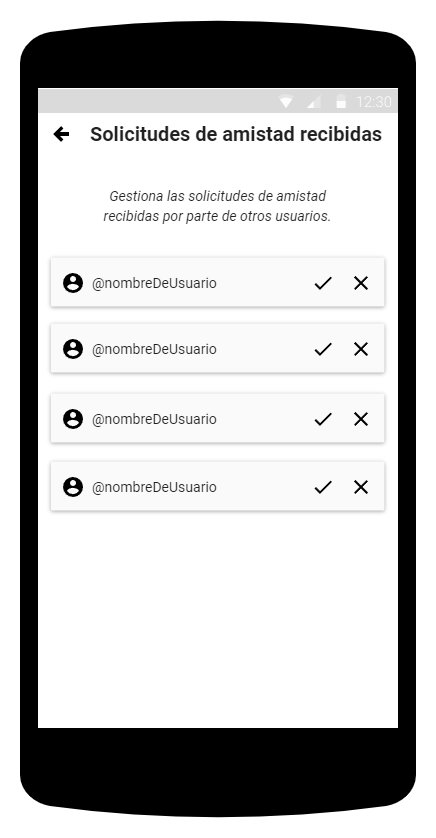 12:30
Solicitudes de amistad recibidas
Gestiona las solicitudes de amistad
recibidas por parte de otros usuarios.
@nombreDeUsuario
@nombreDeUsuario
@nombreDeUsuario
@nombreDeUsuario